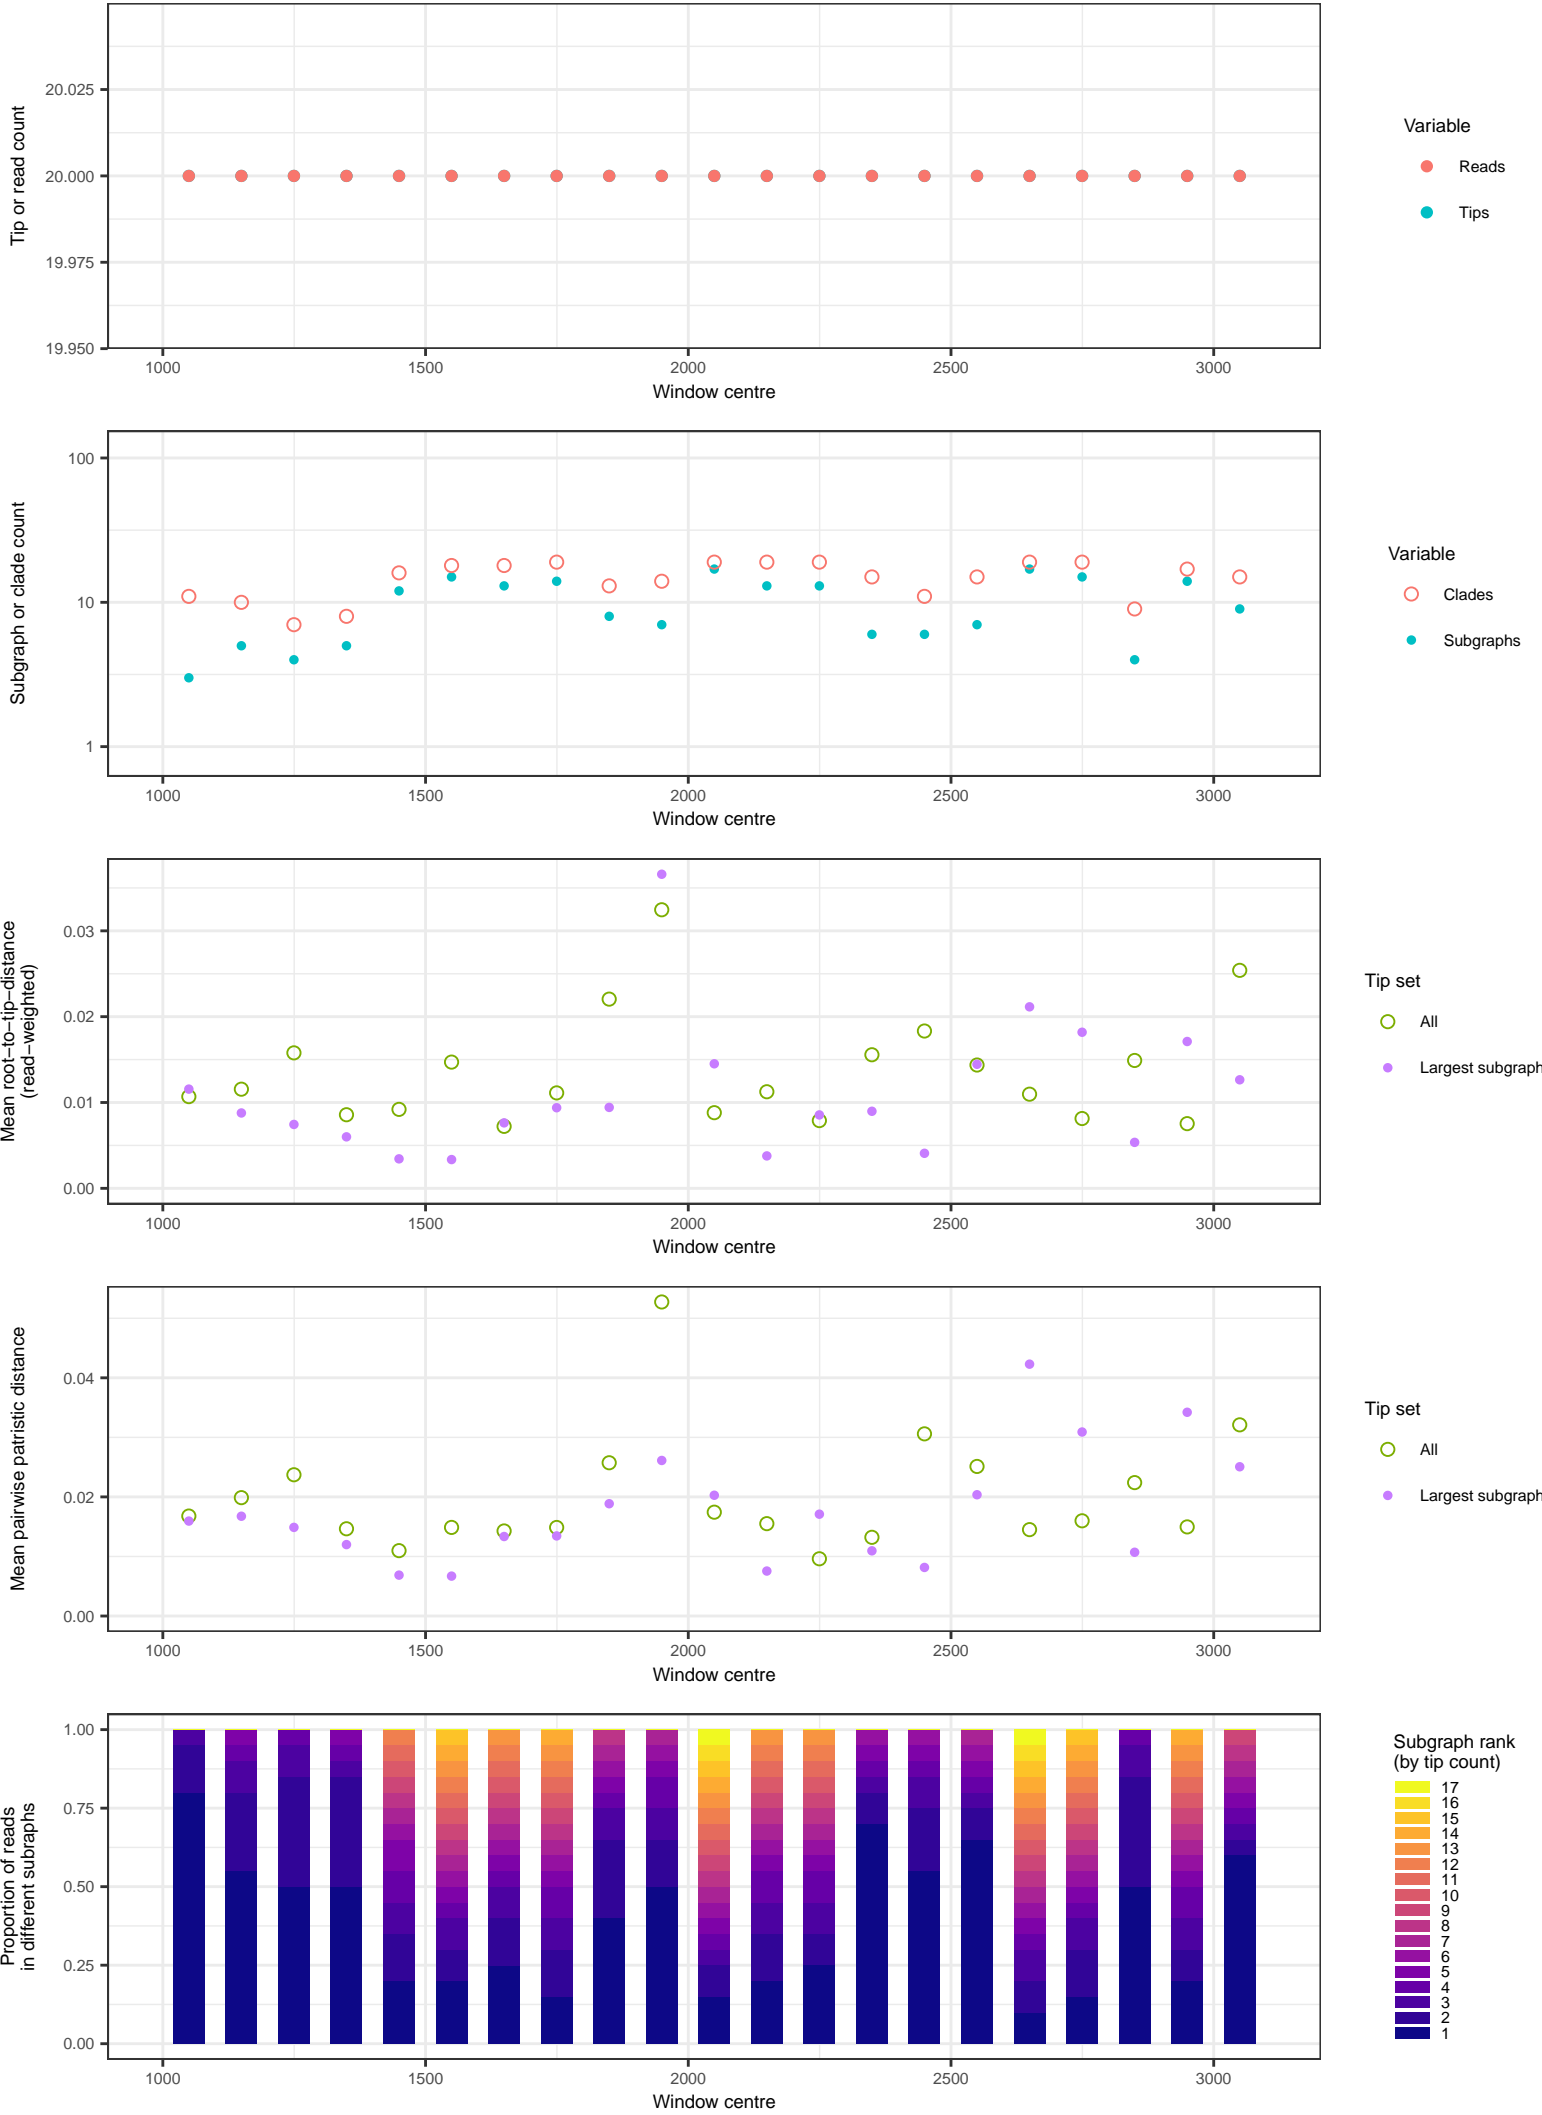 20.025
20.000
19.975
19.950
Tip or read count
1000 1500 2000 2500 3000
Window centre
Variable
Reads
Tips
100
10
1
Subgraph or clade count
1000 1500 2000 2500 3000
Window centre
Variable
Clades
Subgraphs
0.03
0.02
0.01
0.00
Mean root−to−tip−distance
(read−weighted)
1000 1500 2000 2500 3000
Window centre
Tip set
All
Largest subgraph
0.04
0.02
0.00
Mean pairwise patristic distance
1000 1500 2000 2500 3000
Window centre
Tip set
All
Largest subgraph
1.00
0.75
0.50
0.25
0.00
Proportion of reads
in different subraphs
1000 1500 2000 2500 3000
Window centre
Subgraph rank
(by tip count)
17
16
15
14
13
12
11
10
9
8
7
6
5
4
3
2
1